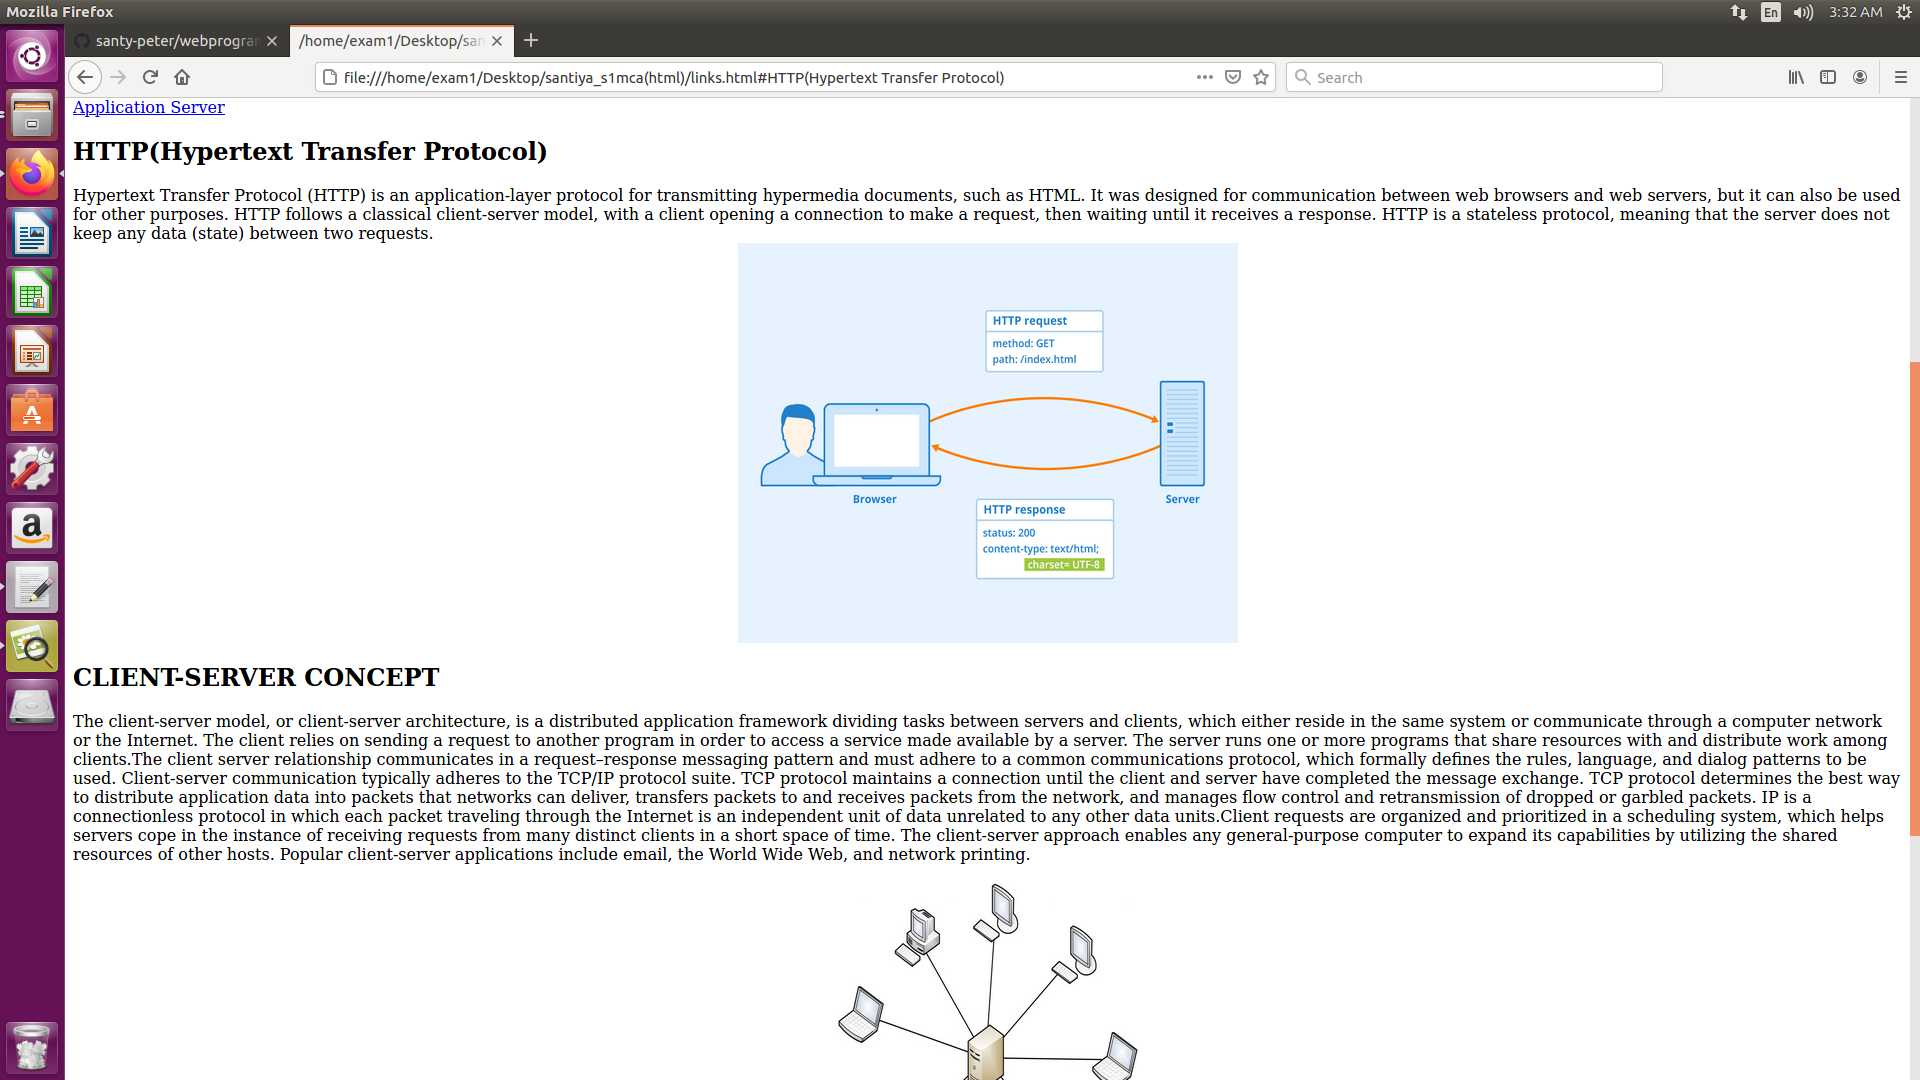 Mozilla Firefox
En
3:32 AM
santy-peter/webprogra
/home/exam1/Desktop/san
file:///home/exam1/Desktop/santiya_s1mca(html)/links.html#HTTP(Hypertext Transfer Protocol)
Search
Application Server
HTTP(Hypertext Transfer Protocol)
Hypertext Transfer Protocol (HTTP) is an application-layer protocol for transmitting hypermedia documents, such as HTML. It was designed for communication between web browsers and web servers, but it can also be used
for other purposes. HTTP follows a classical client-server model, with a client opening a connection to make a request, then waiting until it receives a response. HTTP is a stateless protocol, meaning that the server does not
keep any data (state) between two requests.
HTTP request
method: GET
path: /index.html
Browser
Server
HTTP response
status: 200
content-type: text/html;
charset= UTF-8
CLIENT-SERVER CONCEPT
The client-server model, or client-server architecture, is a distributed application framework dividing tasks between servers and clients, which either reside in the same system or communicate through a computer network
or the Internet. The client relies on sending a request to another program in order to access a service made available by a server. The server runs one or more programs that share resources with and distribute work among
clients.The client server relationship communicates in a request–response messaging pattern and must adhere to a common communications protocol, which formally defines the rules, language, and dialog patterns to be
used. Client-server communication typically adheres to the TCP/IP protocol suite. TCP protocol maintains a connection until the client and server have completed the message exchange. TCP protocol determines the best way
to distribute application data into packets that networks can deliver, transfers packets to and receives packets from the network, and manages flow control and retransmission of dropped or garbled packets. IP is a
connectionless protocol in which each packet traveling through the Internet is an independent unit of data unrelated to any other data units.Client requests are organized and prioritized in a scheduling system, which helps
servers cope in the instance of receiving requests from many distinct clients in a short space of time. The client-server approach enables any general-purpose computer to expand its capabilities by utilizing the shared
resources of other hosts. Popular client-server applications include email, the World Wide Web, and network printing.